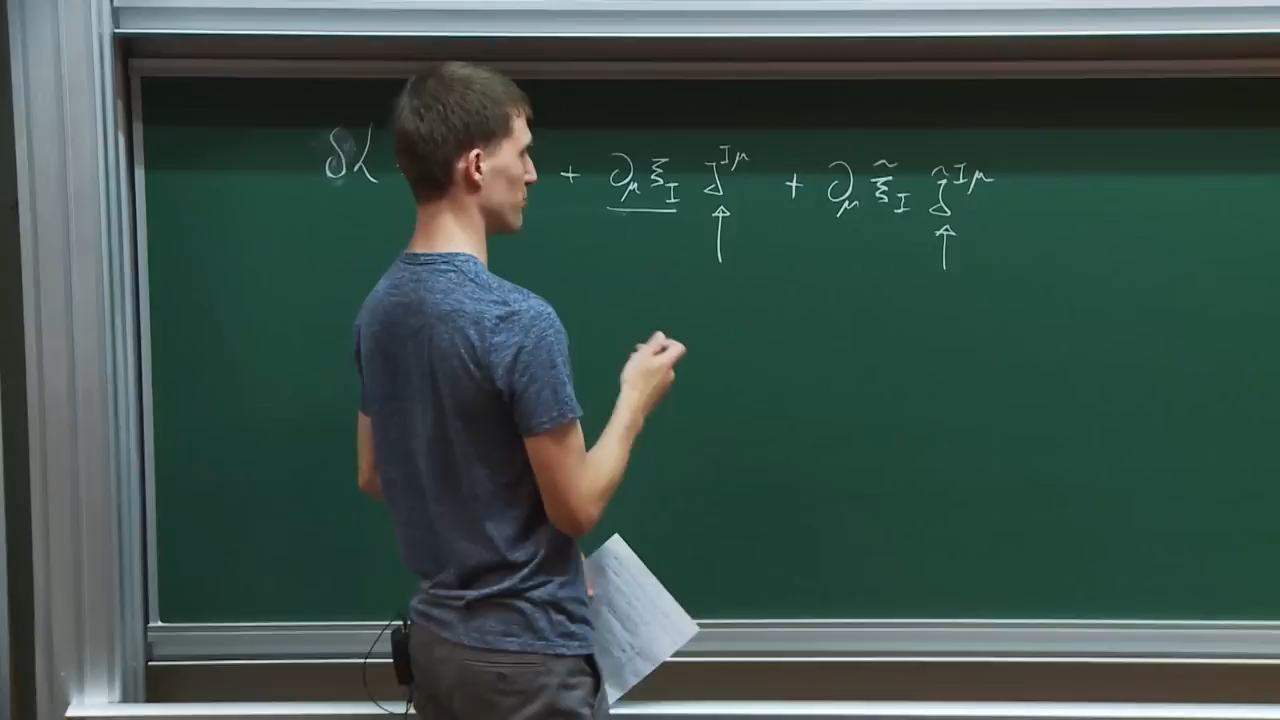 δL + ∂_μ ξ_I J^{Iμ} + ∂_μ ξ̃_I J̃^{Iμ}